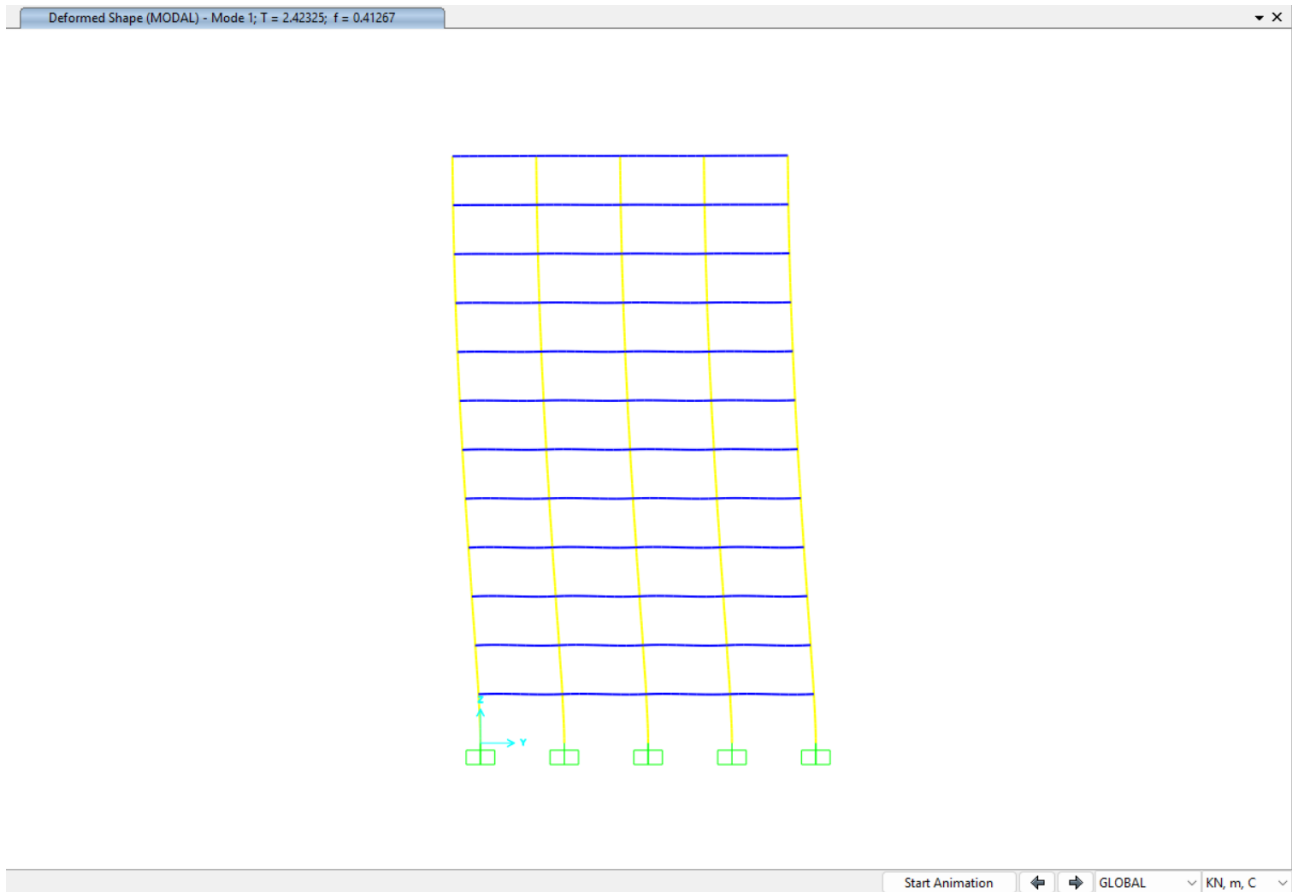 Deformed Shape (MODAL) - Mode 1; T = 2.42325; f = 0.41267
Z
Y
Start Animation
GLOBAL
KN, m, C